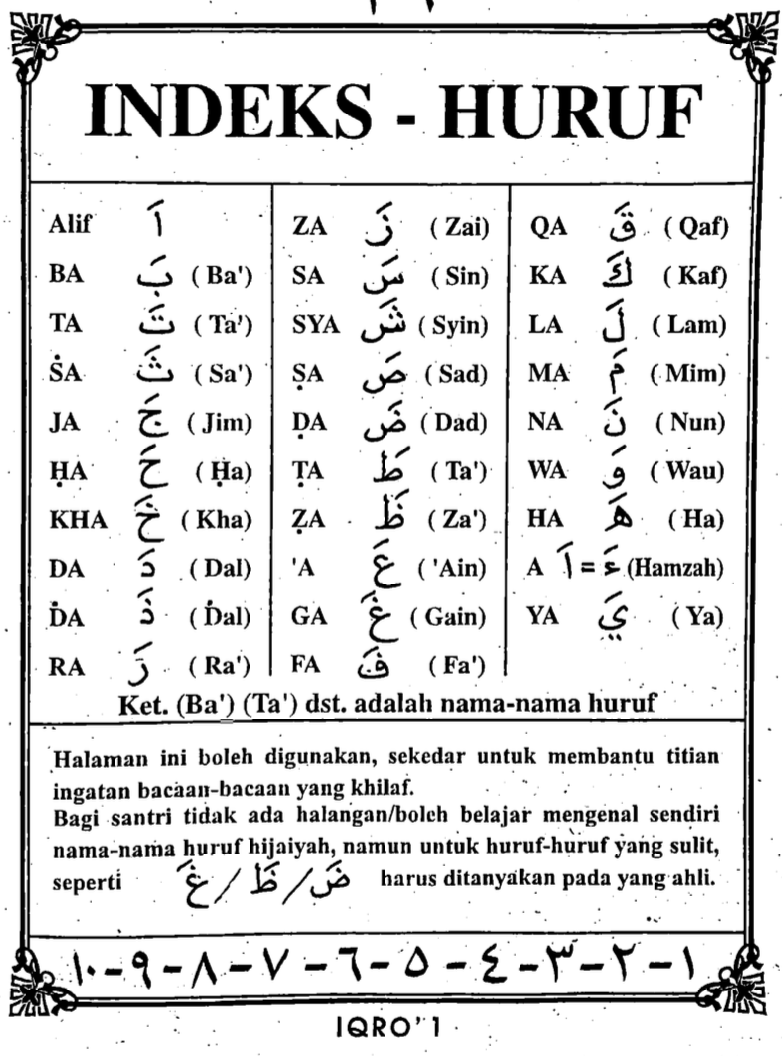 INDEKS - HURUF
Alif اَ
BA بَ ( Ba')
TA تَ ( Ta')
ṠA ثَ ( Sa')
JA جَ ( Jim)
ḤA حَ ( Ḥa)
KHA خَ ( Kha)
DA دَ ( Dal)
ḊA ذَ ( Ḋal)
RA رَ ( Ra')
ZA زَ ( Zai)
SA سَ ( Sin)
SYA شَ ( Syin)
ṢA صَ ( Sad)
ḌA ضَ ( Dad)
ṬA طَ ( Ta')
ẒA ظَ ( Za')
'A عَ ( 'Ain)
GA غَ ( Gain)
FA فَ ( Fa')
QA قَ ( Qaf)
KA كَ ( Kaf)
LA لَ ( Lam)
MA مَ ( Mim)
NA نَ ( Nun)
WA وَ ( Wau)
HA هَ ( Ha)
A اَ = ءَ (Hamzah)
YA يَ ( Ya)
Ket. (Ba') (Ta') dst. adalah nama-nama huruf
Halaman ini boleh digunakan, sekedar untuk membantu titian
ingatan bacaan-bacaan yang khilaf.
Bagi santri tidak ada halangan/boleh belajar mengenal sendiri
nama-nama huruf hijaiyah, namun untuk huruf-huruf yang sulit,
seperti ضَ / ظَ / غَ harus ditanyakan pada yang ahli.
١ - ٢ - ٣ - ٤ - ٥ - ٦ - ٧ - ٨ - ٩ - ١٠
IQRO' 1